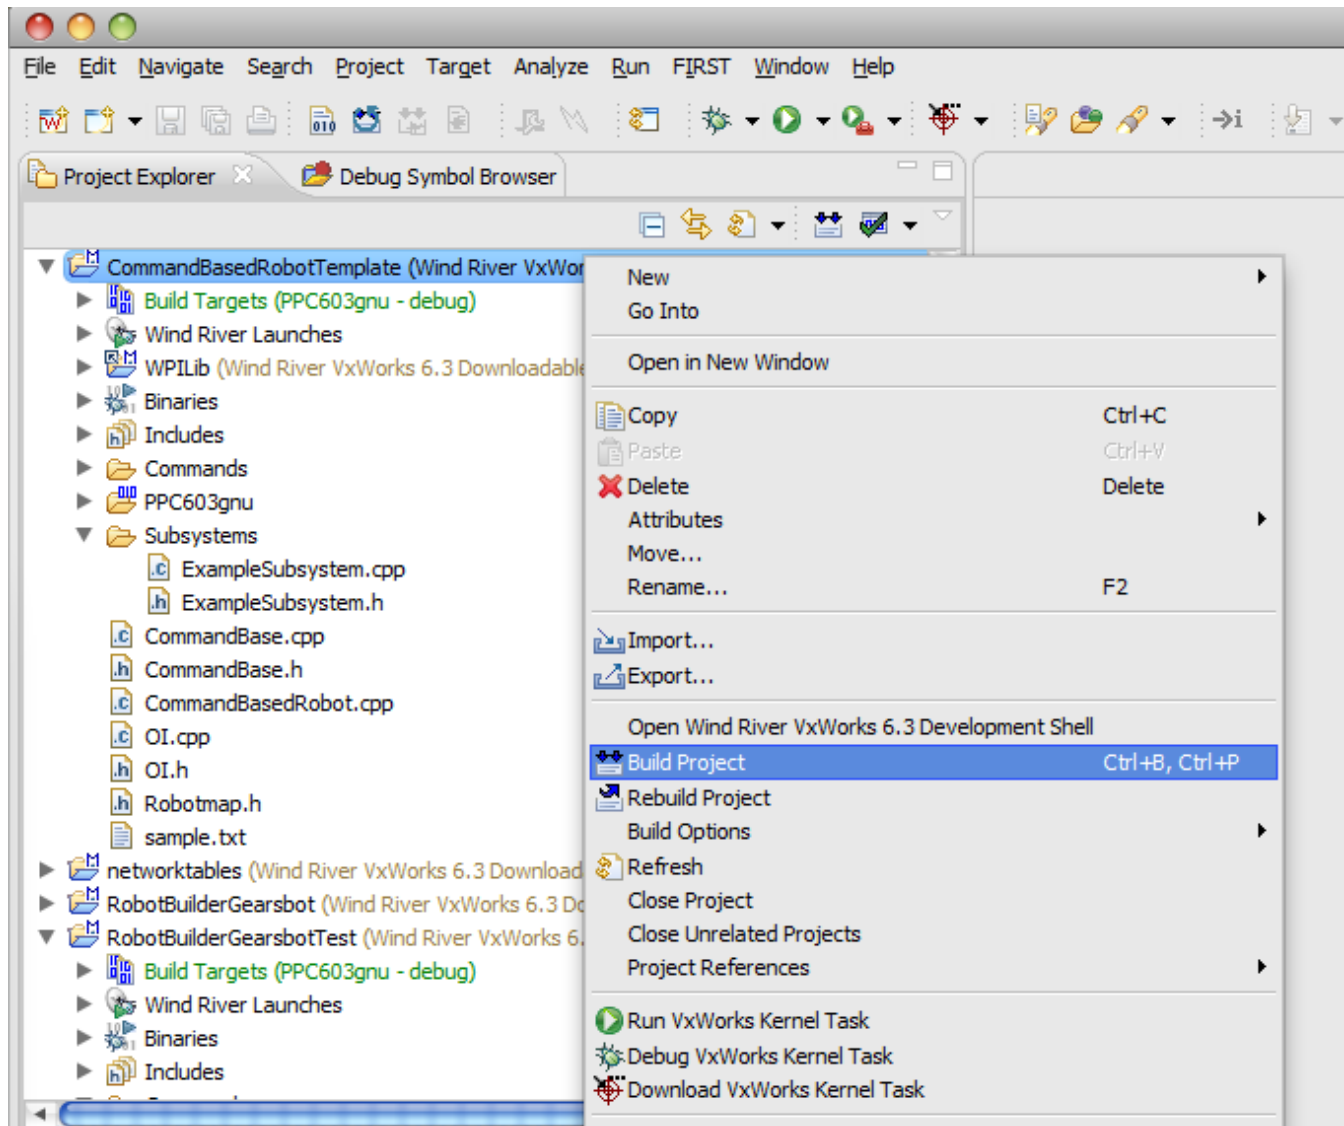 File Edit Navigate Search Project Target Analyze Run FIRST Window Help
Project Explorer Debug Symbol Browser
CommandBasedRobotTemplate (Wind River VxWor
Build Targets (PPC603gnu - debug)
Wind River Launches
WPILib (Wind River VxWorks 6.3 Downloadable
Binaries
Includes
Commands
PPC603gnu
Subsystems
ExampleSubsystem.cpp
ExampleSubsystem.h
CommandBase.cpp
CommandBase.h
CommandBasedRobot.cpp
OI.cpp
OI.h
Robotmap.h
sample.txt
networktables (Wind River VxWorks 6.3 Download
RobotBuilderGearsbot (Wind River VxWorks 6.3 Do
RobotBuilderGearsbotTest (Wind River VxWorks 6.
Build Targets (PPC603gnu - debug)
Wind River Launches
Binaries
Includes
New
Go Into
Open in New Window
Copy Ctrl+C
Paste Ctrl+V
Delete Delete
Attributes
Move...
Rename... F2
Import...
Export...
Open Wind River VxWorks 6.3 Development Shell
Build Project Ctrl+B, Ctrl+P
Rebuild Project
Build Options
Refresh
Close Project
Close Unrelated Projects
Project References
Run VxWorks Kernel Task
Debug VxWorks Kernel Task
Download VxWorks Kernel Task